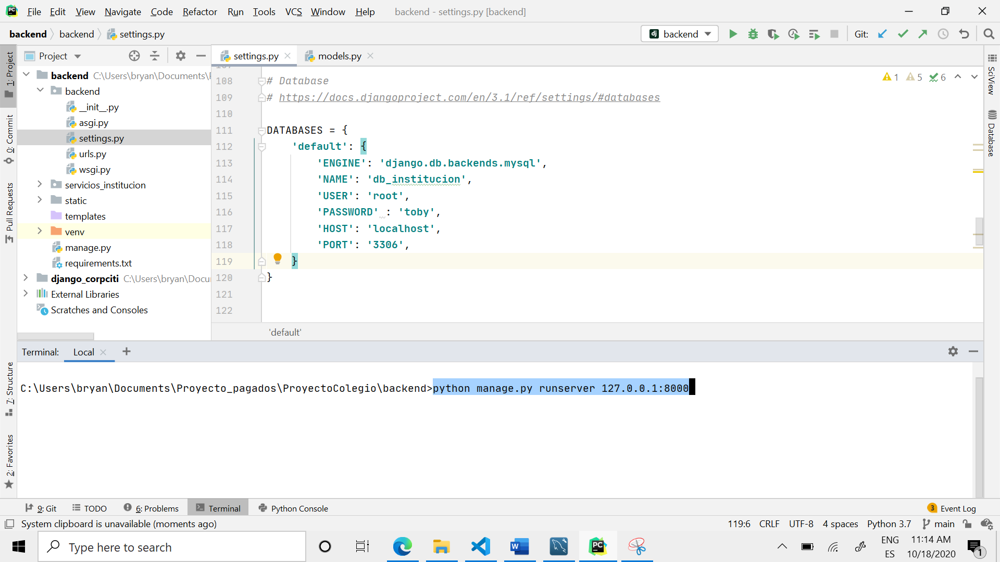 File Edit View Navigate Code Refactor Run Tools VCS Window Help backend - settings.py [backend]
backend backend settings.py backend Git:
Project
settings.py models.py
1: Project
0: Commit
Pull Requests
7: Structure
2: Favorites
backend C:\Users\bryan\Documents\
backend
__init__.py
asgi.py
settings.py
urls.py
wsgi.py
servicios_institucion
static
templates
venv
manage.py
requirements.txt
django_corpciti C:\Users\bryan\Docu
External Libraries
Scratches and Consoles
1 5 6
108 # Database
109 # https://docs.djangoproject.com/en/3.1/ref/settings/#databases
110
111 DATABASES = {
112 'default': {
113 'ENGINE': 'django.db.backends.mysql',
114 'NAME': 'db_institucion',
115 'USER': 'root',
116 'PASSWORD' : 'toby',
117 'HOST': 'localhost',
118 'PORT': '3306',
119 }
120 }
121
122
'default'
SciView
Database
Terminal: Local
C:\Users\bryan\Documents\Proyecto_pagados\ProyectoColegio\backend>python manage.py runserver 127.0.0.1:8000
9: Git TODO 6: Problems Terminal Python Console 3 Event Log
System clipboard is unavailable (moments ago) 119:6 CRLF UTF-8 4 spaces Python 3.7 main
Type here to search
ENG
ES
11:14 AM
10/18/2020
1